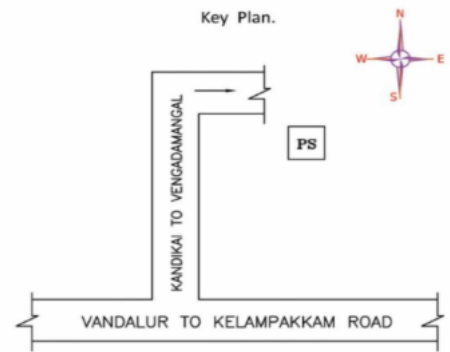 Key Plan.
N
W E
S
KANDIKAI TO VENGADAMANGAL
PS
VANDALUR TO KELAMPAKKAM ROAD